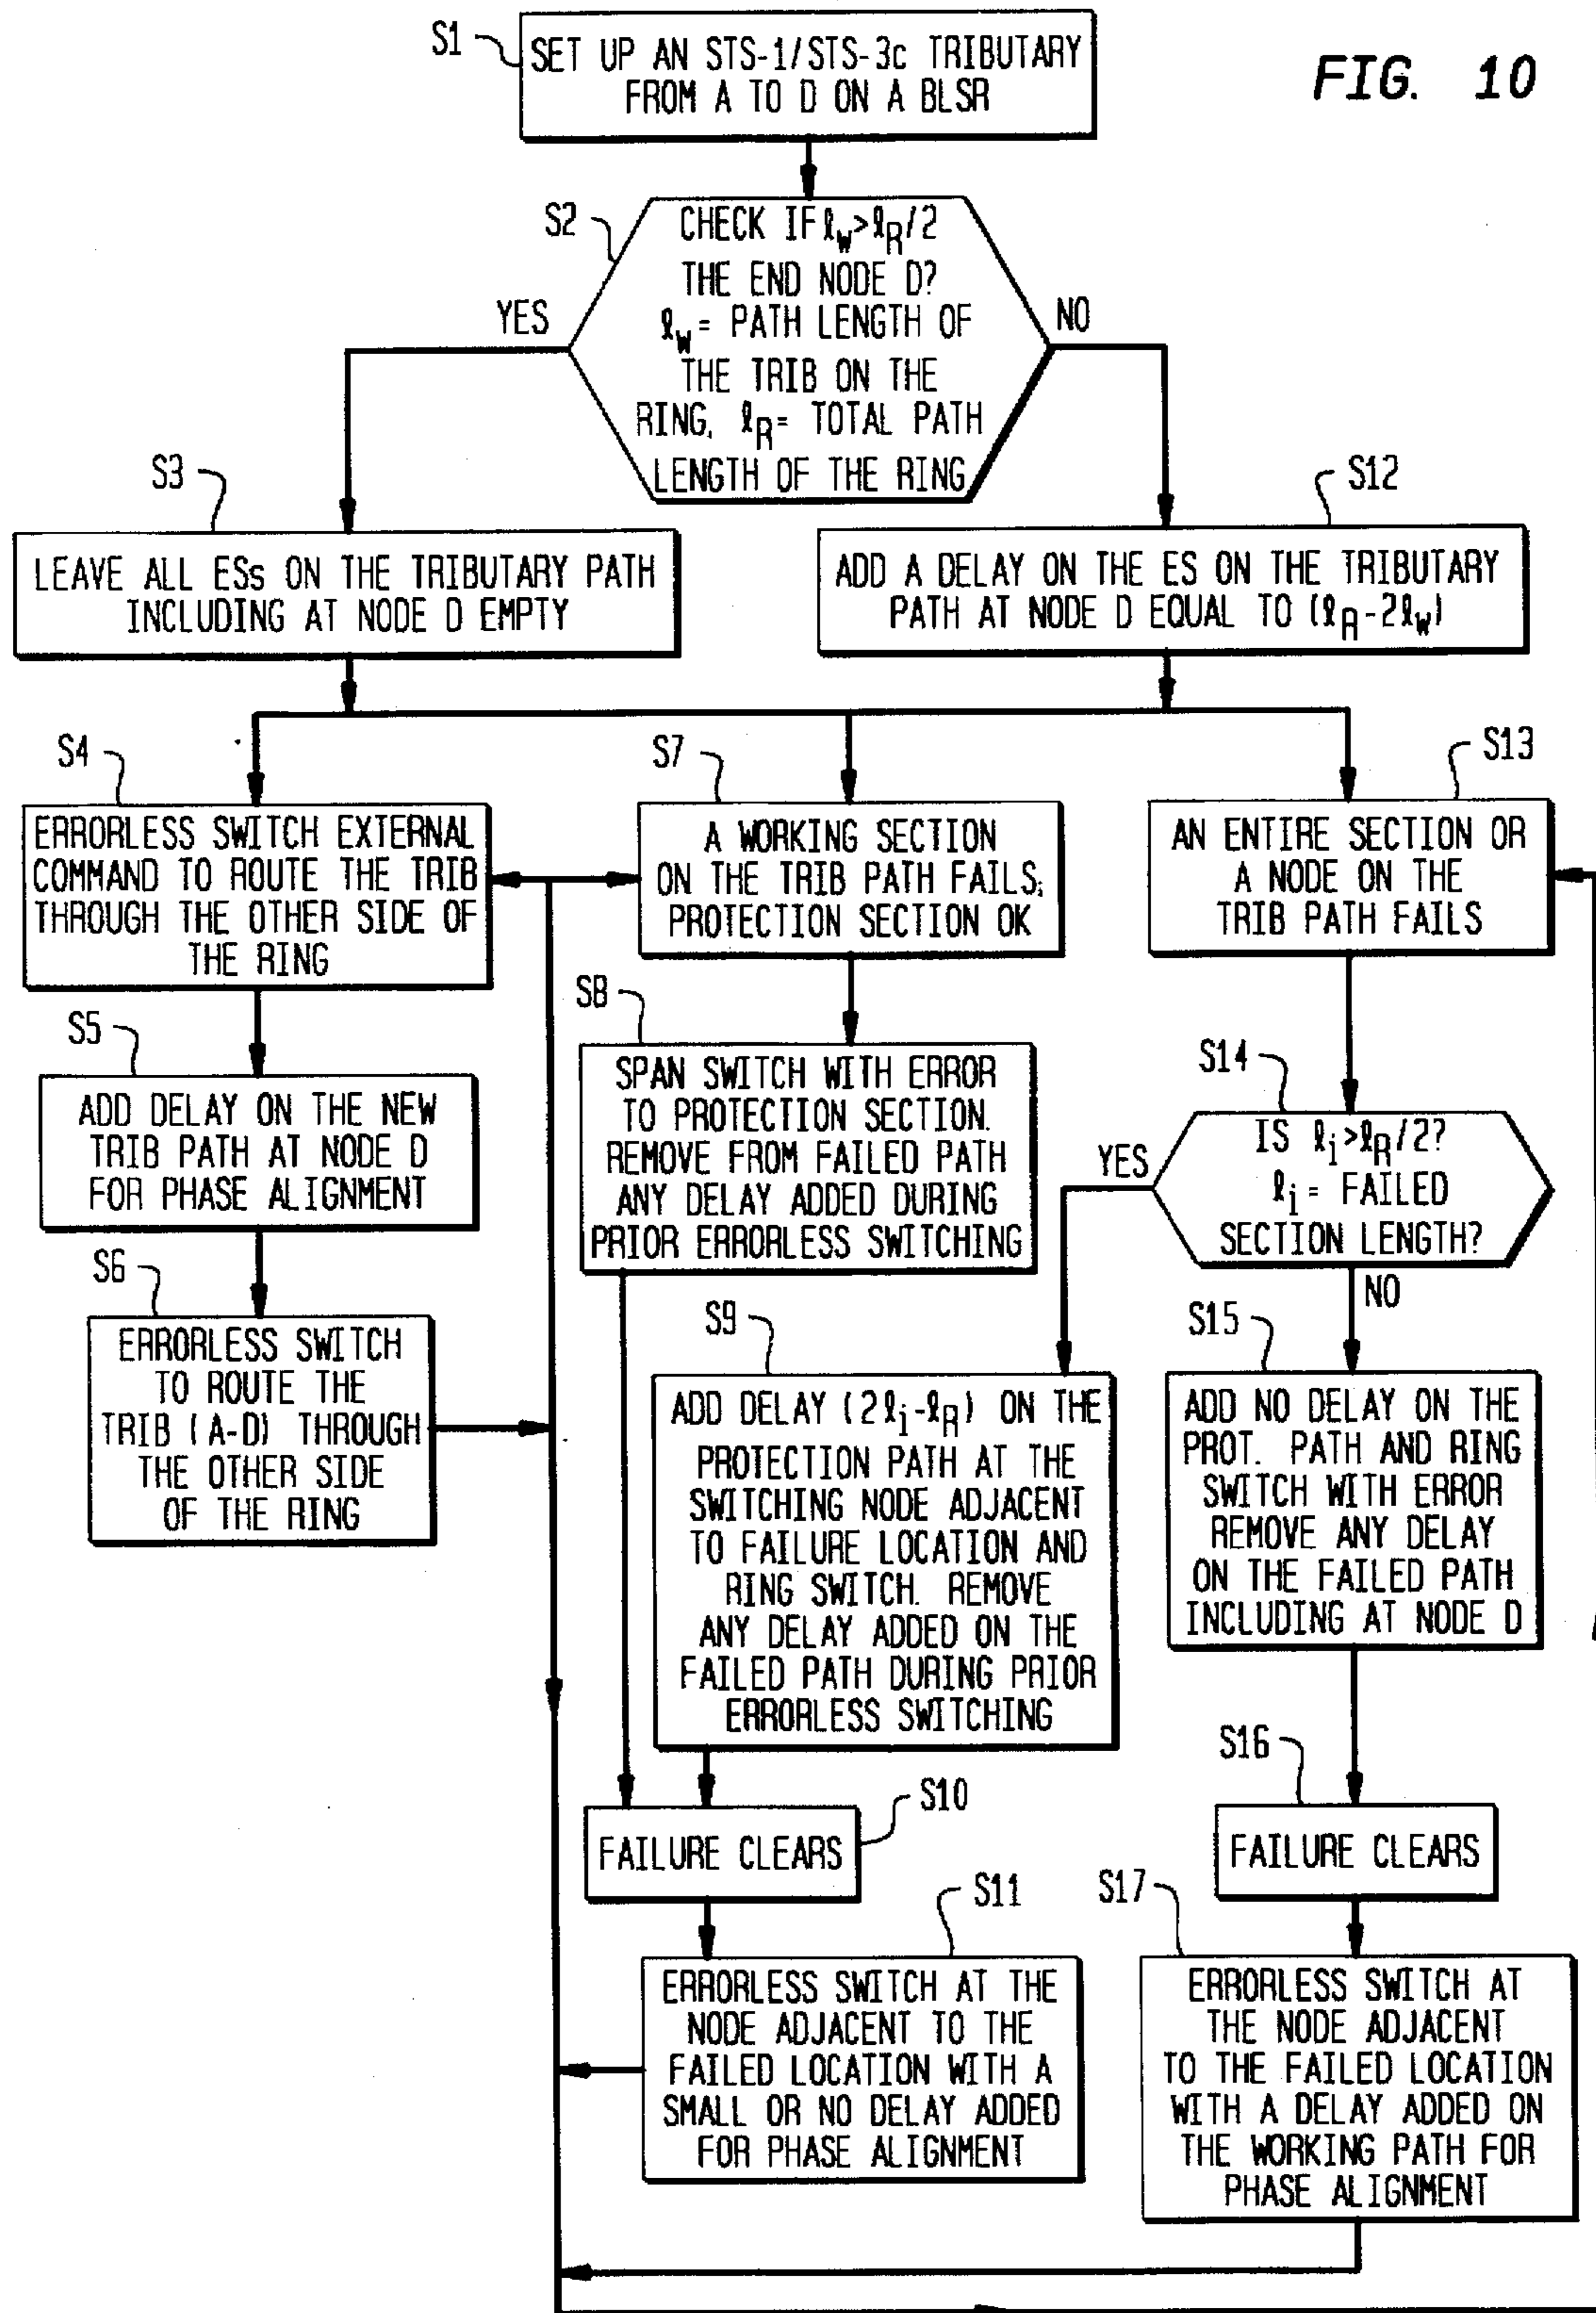 FIG. 10
S1
SET UP AN STS-1/STS-3c TRIBUTARY
FROM A TO D ON A BLSR
S2
CHECK IF ℓw>ℓR/2
THE END NODE D?
ℓw= PATH LENGTH OF
THE TRIB ON THE
RING, ℓR= TOTAL PATH
LENGTH OF THE RING
YES
NO
S3
LEAVE ALL ESs ON THE TRIBUTARY PATH
INCLUDING AT NODE D EMPTY
S12
ADD A DELAY ON THE ES ON THE TRIBUTARY
PATH AT NODE D EQUAL TO (ℓR-2ℓw)
S4
ERRORLESS SWITCH EXTERNAL
COMMAND TO ROUTE THE TRIB
THROUGH THE OTHER SIDE OF
THE RING
S7
A WORKING SECTION
ON THE TRIB PATH FAILS;
PROTECTION SECTION OK
S13
AN ENTIRE SECTION OR
A NODE ON THE
TRIB PATH FAILS
S5
ADD DELAY ON THE NEW
TRIB PATH AT NODE D
FOR PHASE ALIGNMENT
S8
SPAN SWITCH WITH ERROR
TO PROTECTION SECTION.
REMOVE FROM FAILED PATH
ANY DELAY ADDED DURING
PRIOR ERRORLESS SWITCHING
S14
IS ℓi>ℓR/2?
ℓi= FAILED
SECTION LENGTH?
YES
NO
S6
ERRORLESS SWITCH
TO ROUTE THE
TRIB (A-D) THROUGH
THE OTHER SIDE
OF THE RING
S9
ADD DELAY (2ℓi-ℓR) ON THE
PROTECTION PATH AT THE
SWITCHING NODE ADJACENT
TO FAILURE LOCATION AND
RING SWITCH. REMOVE
ANY DELAY ADDED ON THE
FAILED PATH DURING PRIOR
ERRORLESS SWITCHING
S15
ADD NO DELAY ON THE
PROT. PATH AND RING
SWITCH WITH ERROR
REMOVE ANY DELAY
ON THE FAILED PATH
INCLUDING AT NODE D
S10
FAILURE CLEARS
S16
FAILURE CLEARS
S11
ERRORLESS SWITCH AT THE
NODE ADJACENT TO THE
FAILED LOCATION WITH A
SMALL OR NO DELAY ADDED
FOR PHASE ALIGNMENT
S17
ERRORLESS SWITCH AT
THE NODE ADJACENT
TO THE FAILED LOCATION
WITH A DELAY ADDED ON
THE WORKING PATH FOR
PHASE ALIGNMENT